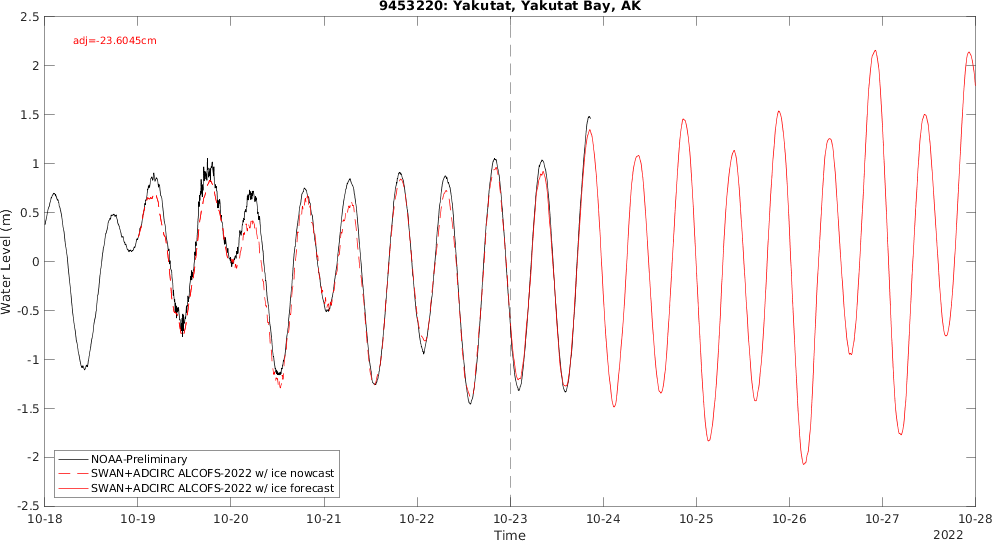 9453220: Yakutat, Yakutat Bay, AK
adj=-23.6045cm
2.5
2
1.5
1
0.5
0
-0.5
-1
-1.5
-2
-2.5
Water Level (m)
NOAA-Preliminary
SWAN+ADCIRC ALCOFS-2022 w/ ice nowcast
SWAN+ADCIRC ALCOFS-2022 w/ ice forecast
10-18 10-19 10-20 10-21 10-22 10-23 10-24 10-25 10-26 10-27 10-28
Time
2022